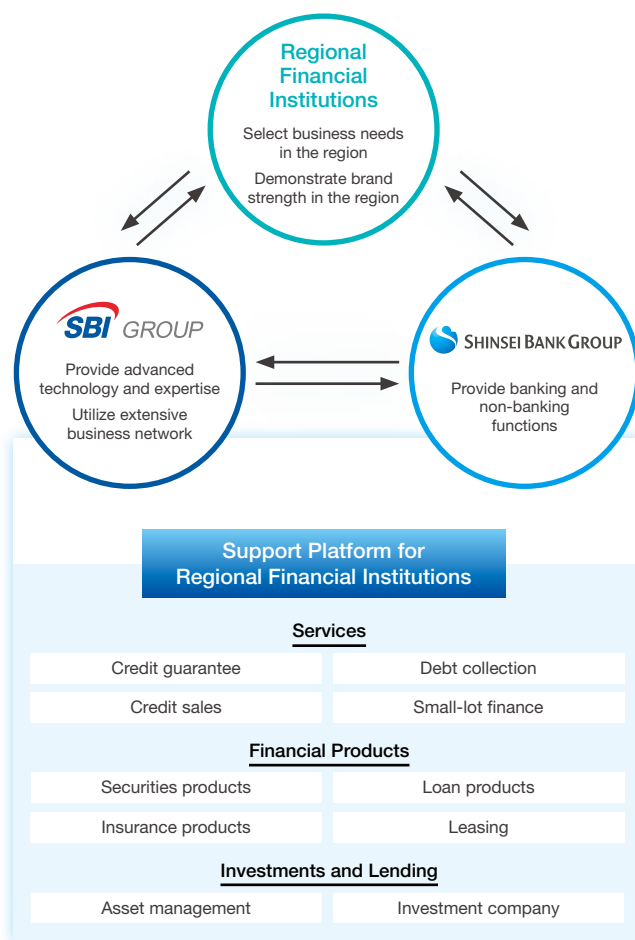 Regional
Financial
Institutions
Select business needs
in the region
Demonstrate brand
strength in the region
SBI GROUP
Provide advanced
technology and expertise
Utilize extensive
business network
SHINSEI BANK GROUP
Provide banking and
non-banking
functions
Support Platform for
Regional Financial Institutions
Services
Credit guarantee
Debt collection
Credit sales
Small-lot finance
Financial Products
Securities products
Loan products
Insurance products
Leasing
Investments and Lending
Asset management
Investment company